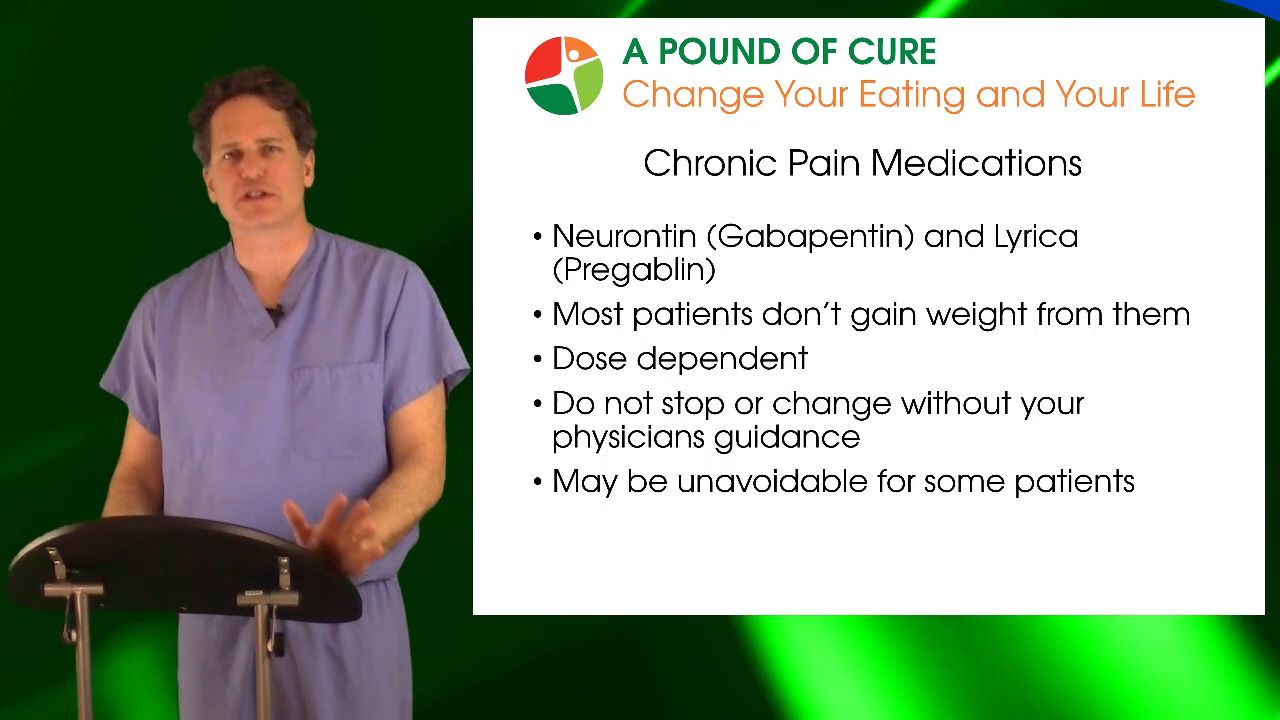 A POUND OF CURE
Change Your Eating and Your Life
Chronic Pain Medications
• Neurontin (Gabapentin) and Lyrica
(Pregablin)
• Most patients don’t gain weight from them
• Dose dependent
• Do not stop or change without your
physicians guidance
• May be unavoidable for some patients